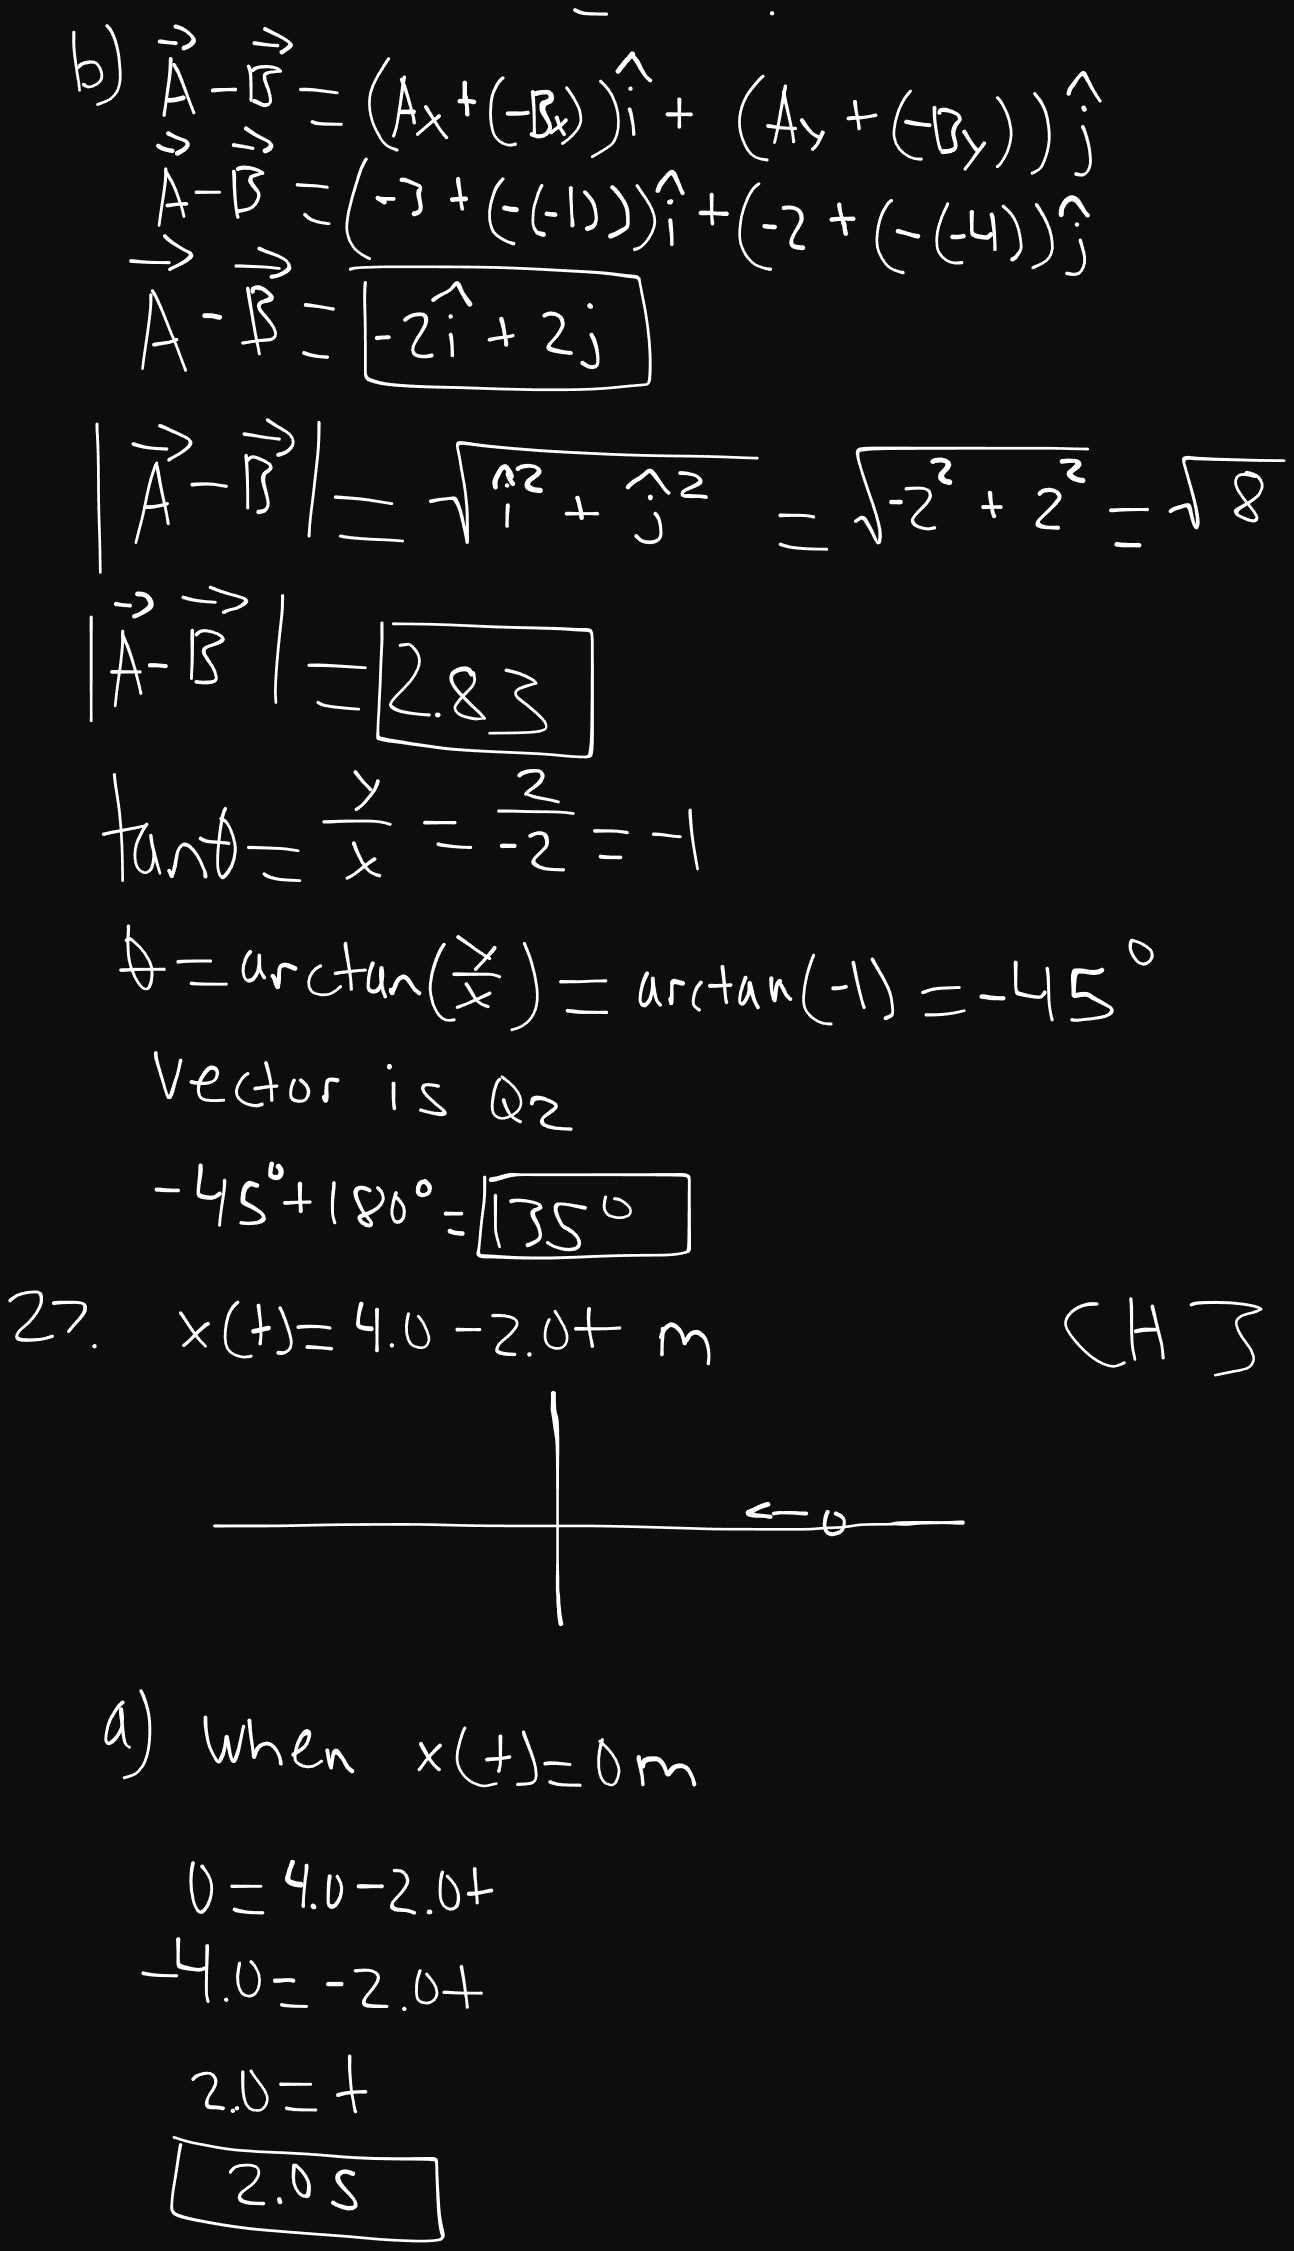 b) A⃗ - B⃗ = (Ax + (-Bx)) î + (Ay + (-By)) ĵ
A⃗ - B⃗ = (-3 + (-(-1))) î + (-2 + (-(-4)) ĵ
A⃗ - B⃗ = -2î + 2j
|A⃗ - B⃗| = √(î² + ĵ²) = √(-2² + 2²) = √8
|A⃗ - B⃗| = 2.83
tanθ = y/x = 2/-2 = -1
θ = arctan(y/x) = arctan(-1) = -45°
Vector is Q2
-45° + 180° = 135°
27. x(t) = 4.0 - 2.0t m CH 3
a) when x(t) = 0m
0 = 4.0 - 2.0t
-4.0 = -2.0t
2.0 = t
2.0 s